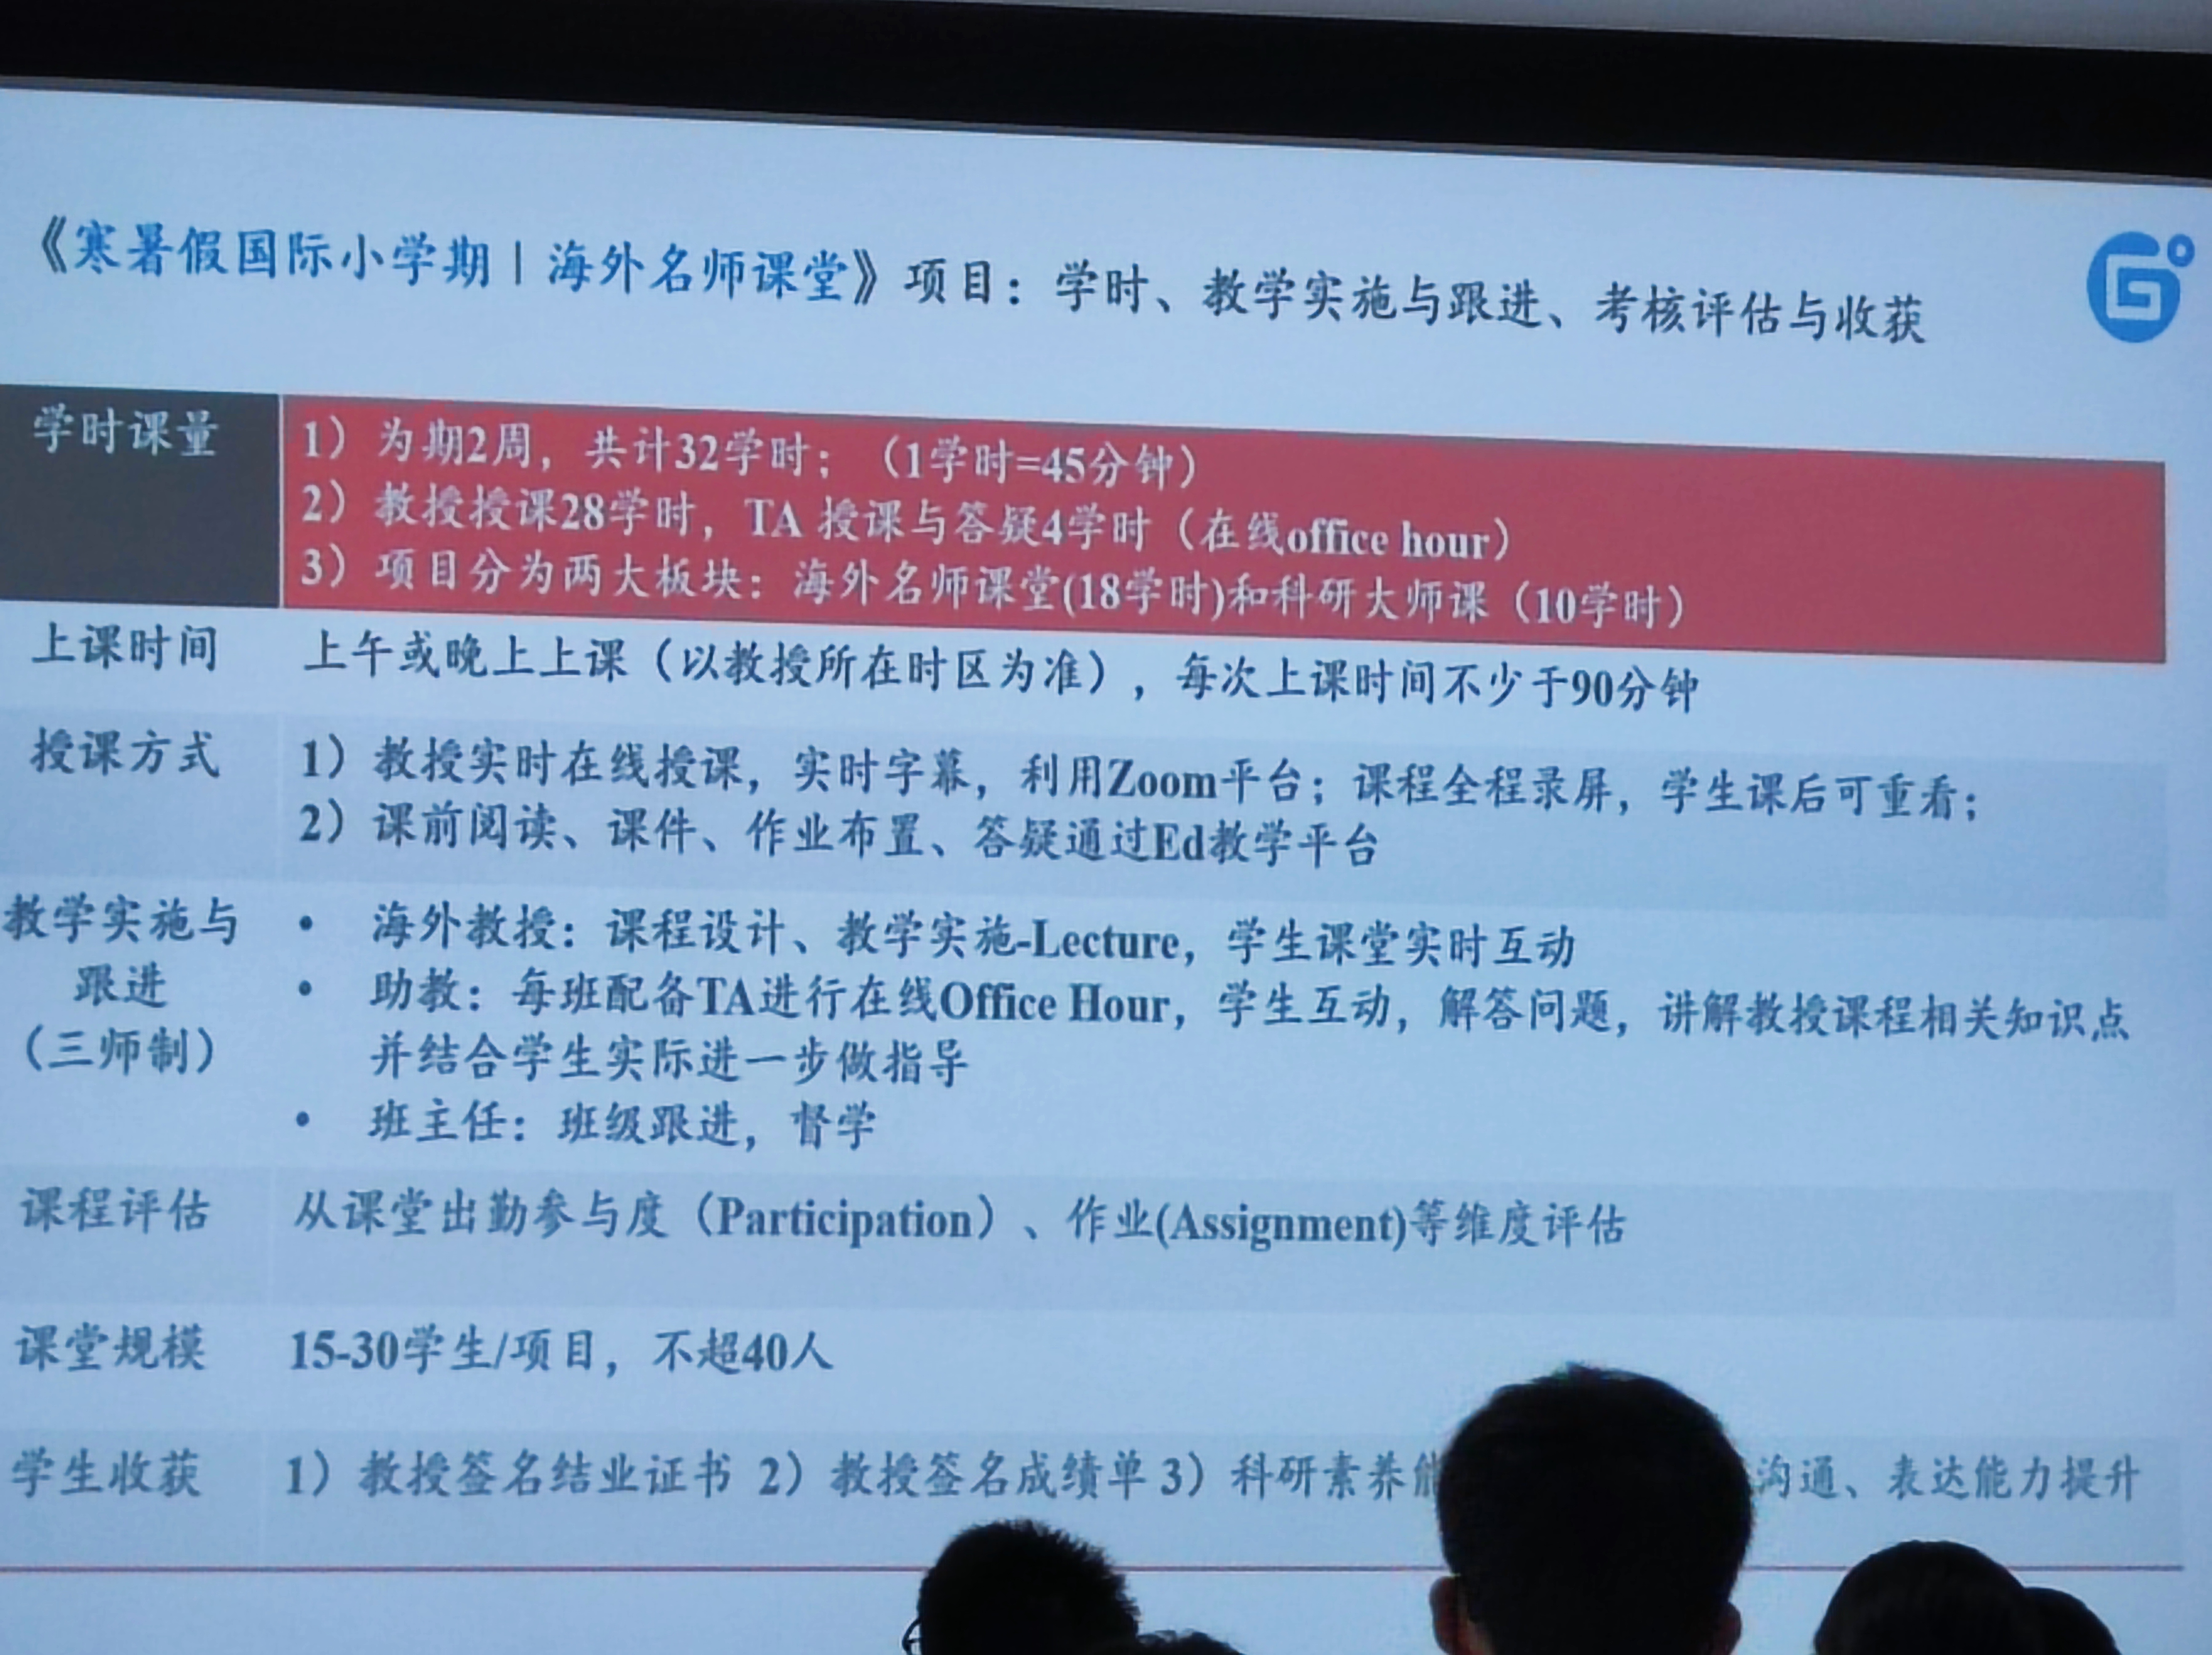 《寒暑假国际小学期 | 海外名师课堂》项目：学时、教学实施与跟进、考核评估与收获
学时课量
1）为期2周，共计32学时；（1学时=45分钟）
2）教授授课28学时，TA 授课与答疑4学时（在线office hour）
3）项目分为两大板块：海外名师课堂(18学时)和科研大师课（10学时）
上课时间
上午或晚上上课（以教授所在时区为准），每次上课时间不少于90分钟
授课方式
1）教授实时在线授课，实时字幕，利用Zoom平台；课程全程录屏，学生课后可重看；
2）课前阅读、课件、作业布置、答疑通过Ed教学平台
教学实施与
跟进
（三师制）
• 海外教授：课程设计、教学实施-Lecture，学生课堂实时互动
• 助教：每班配备TA进行在线Office Hour，学生互动，解答问题，讲解教授课程相关知识点
并结合学生实际进一步做指导
• 班主任：班级跟进，督学
课程评估
从课堂出勤参与度（Participation）、作业(Assignment)等维度评估
课堂规模
15-30学生/项目，不超40人
学生收获
1）教授签名结业证书 2）教授签名成绩单 3）科研素养 沟通、表达能力提升